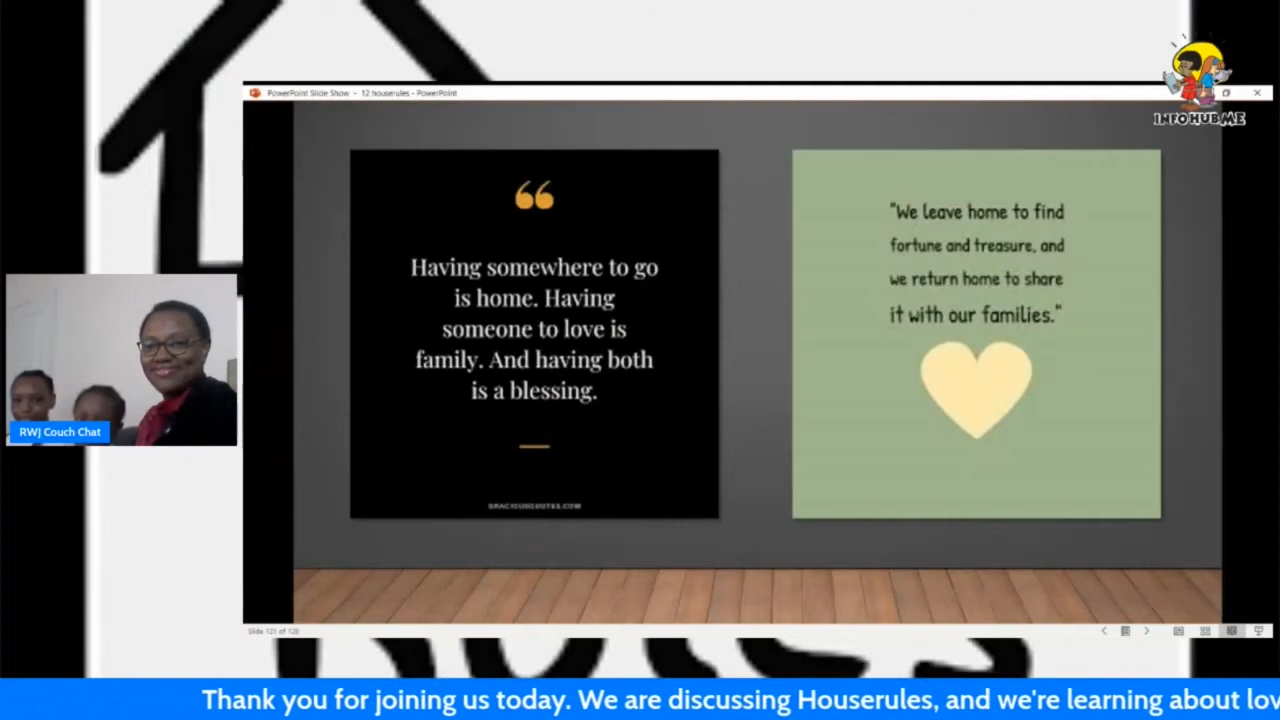 PowerPoint Slide Show - 12 houserules - PowerPoint
INFO HUB ME
“
Having somewhere to go
is home. Having
someone to love is
family. And having both
is a blessing.
GRACIOUSQUOTES.COM
"We leave home to find
fortune and treasure, and
we return home to share
it with our families."
RWJ Couch Chat
Slide 121 of 128
Thank you for joining us today. We are discussing Houserules, and we're learning about lov